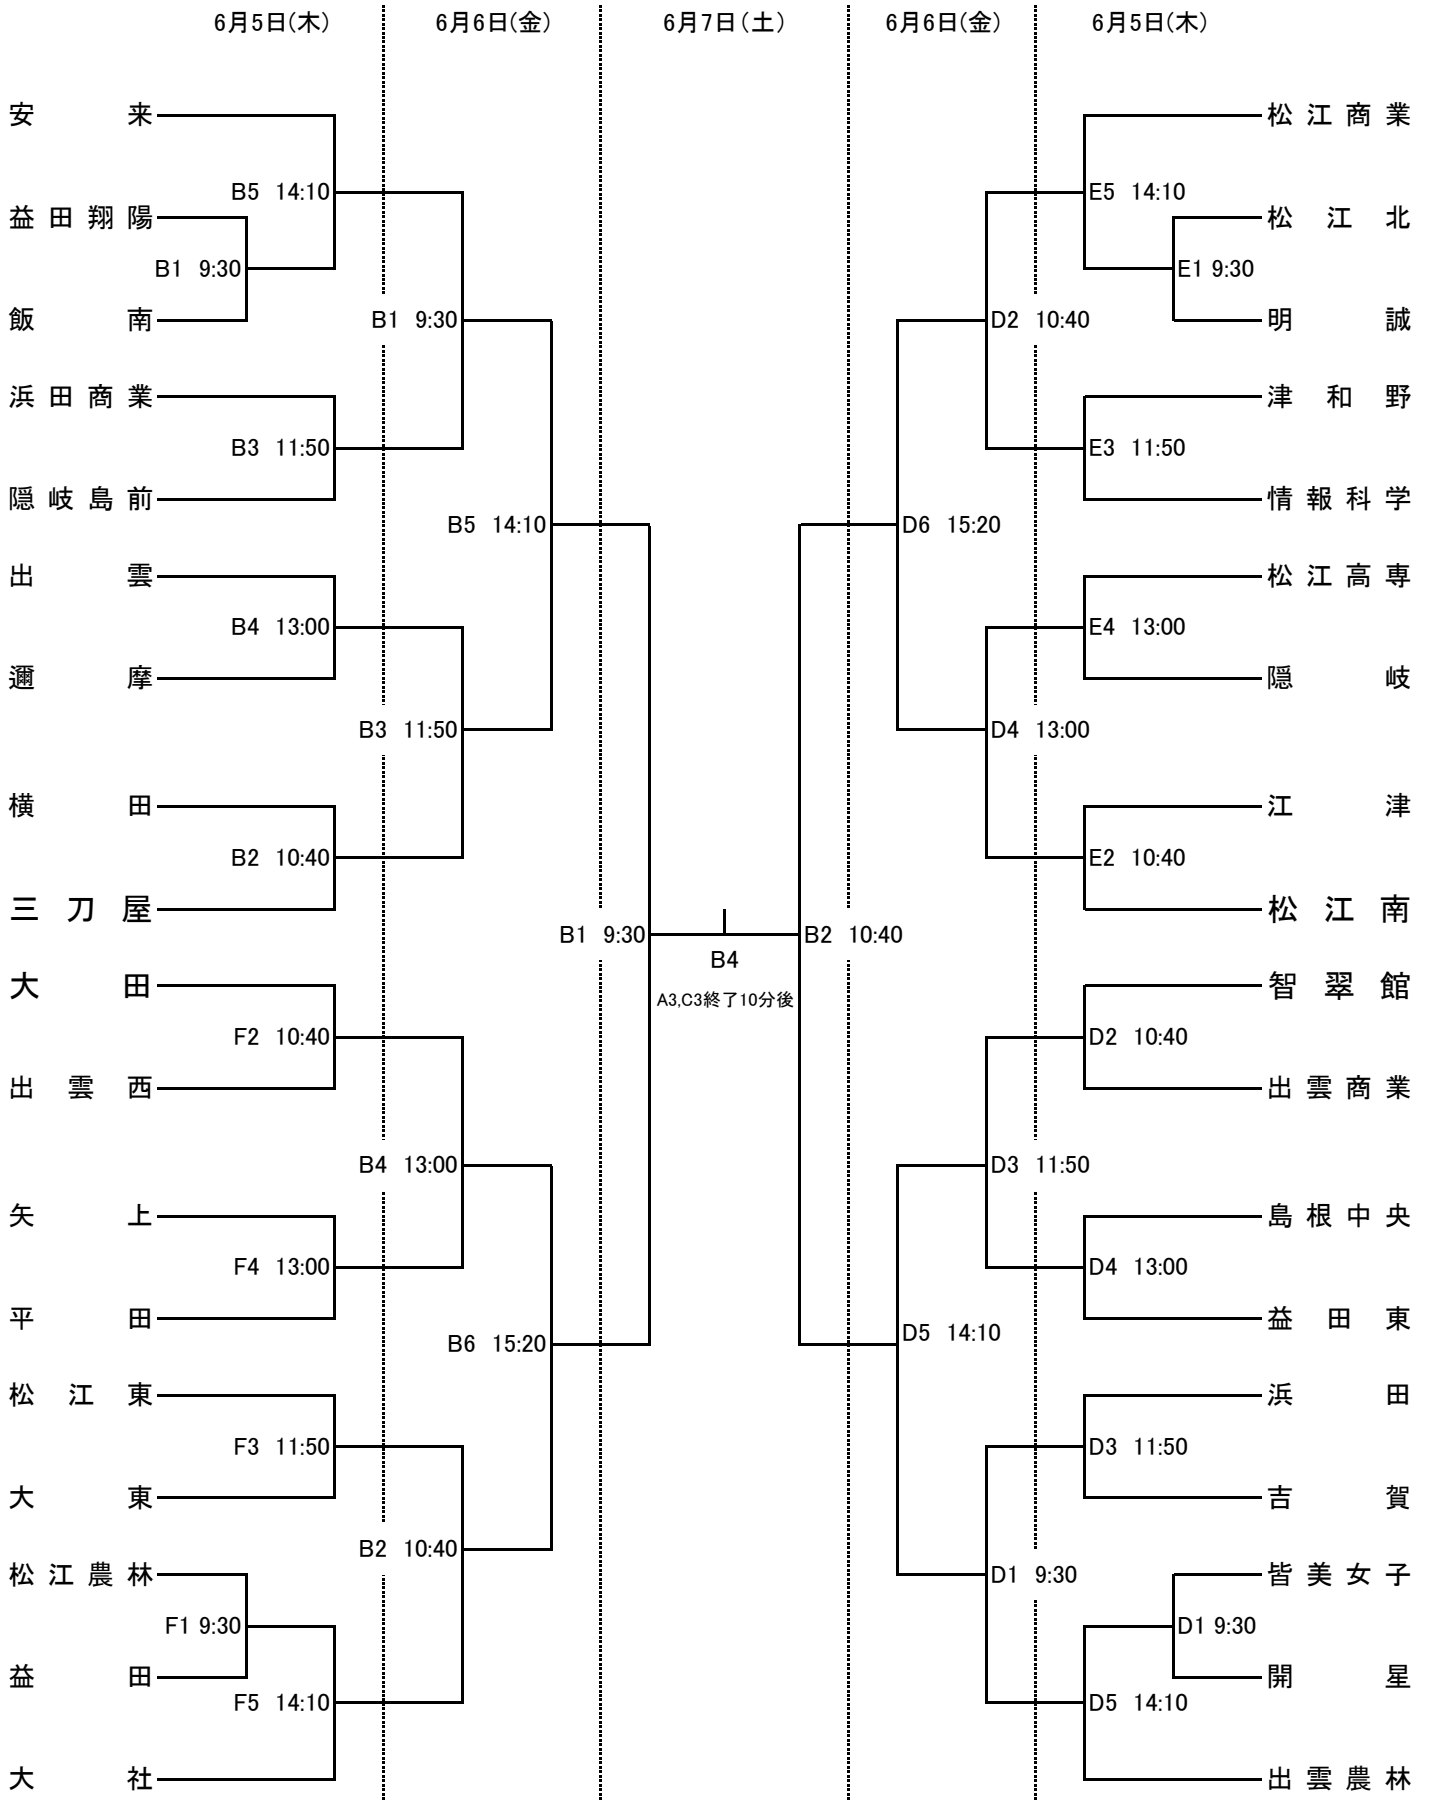 6月5日(木) 6月6日(金) 6月7日(土) 6月6日(金) 6月5日(木)
安来 松江商業
B5 14:10 E5 14:10
益田翔陽 松江北
B1 9:30 E1 9:30
飯南 B1 9:30 D2 10:40 明誠
浜田商業 津和野
B3 11:50 E3 11:50
隠岐島前 情報科学
B5 14:10 D6 15:20
出雲 松江高専
B4 13:00 E4 13:00
邇摩 隠岐
B3 11:50 D4 13:00
横田 江津
B2 10:40 E2 10:40
三刀屋 松江南
B1 9:30 B2 10:40
B4
大田 智翠館
A3,C3終了10分後
F2 10:40 D2 10:40
出雲西 出雲商業
B4 13:00 D3 11:50
矢上 島根中央
F4 13:00 D4 13:00
平田 益田東
B6 15:20 D5 14:10
松江東 浜田
F3 11:50 D3 11:50
大東 吉賀
B2 10:40
松江農林 D1 9:30 皆美女子
F1 9:30 D1 9:30
益田 開星
F5 14:10 D5 14:10
大社 出雲農林